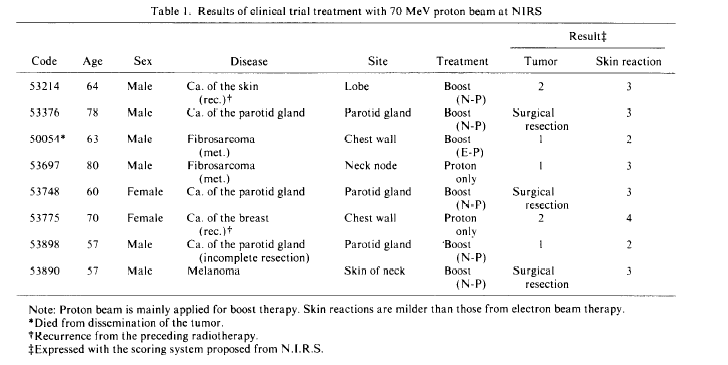 Table 1. Results of clinical trial treatment with 70 MeV proton beam at NIRS
Result‡
Code Age Sex Disease Site Treatment Tumor Skin reaction
53214 64 Male Ca. of the skin Lobe Boost 2 3
(rec.)† (N-P)
53376 78 Male Ca. of the parotid gland Parotid gland Boost Surgical 3
(N-P) resection
50054* 63 Male Fibrosarcoma Chest wall Boost 1 2
(met.) (E-P)
53697 80 Male Fibrosarcoma Neck node Proton 1 3
(met.) only
53748 60 Female Ca. of the parotid gland Parotid gland Boost Surgical 3
(N-P) resection
53775 70 Female Ca. of the breast Chest wall Proton 2 4
(rec.)† only
53898 57 Male Ca. of the parotid gland Parotid gland Boost 1 2
(incomplete resection) (N-P)
53890 57 Male Melanoma Skin of neck Boost Surgical 3
(N-P) resection
Note: Proton beam is mainly applied for boost therapy. Skin reactions are milder than those from electron beam therapy.
*Died from dissemination of the tumor.
†Recurrence from the preceding radiotherapy.
‡Expressed with the scoring system proposed from N.I.R.S.